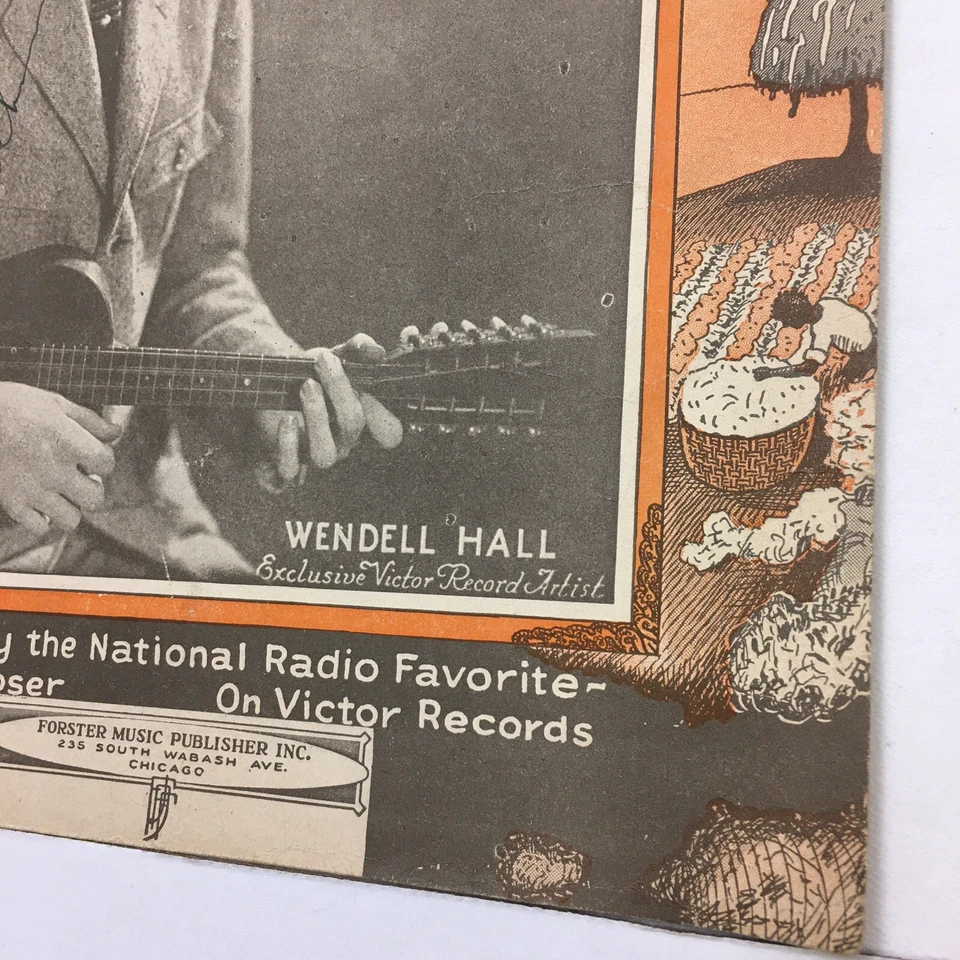 WENDELL HALL
Exclusive Victor Record Artist.
the National Radio Favorite-
On Victor Records
FORSTER MUSIC PUBLISHER INC.
235 SOUTH WABASH AVE.
CHICAGO